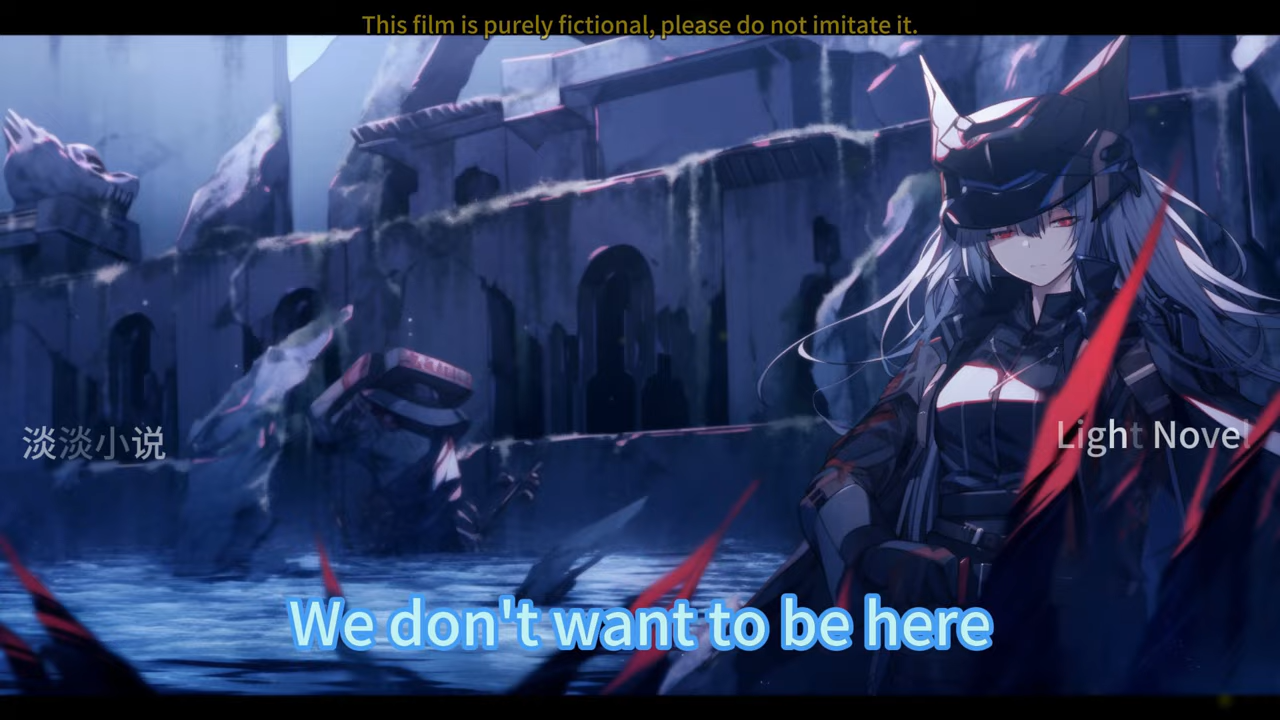 This film is purely fictional, please do not imitate it.
淡淡小说
Light Novel
We don't want to be here